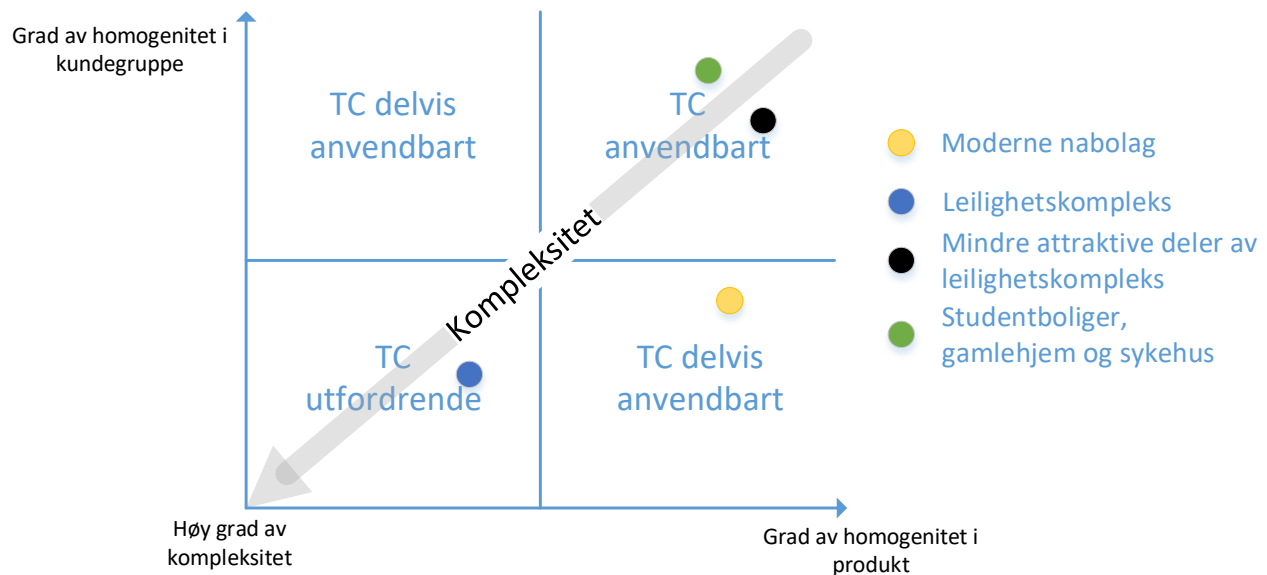 Grad av homogenitet i
kundegruppe
TC delvis
anvendbart
TC
anvendbart
Moderne nabolag
Leilighetskompleks
Mindre attraktive deler av
leilighetskompleks
Studentboliger,
gamlehjem og sykehus
Kompleksitet
TC
utfordrende
TC delvis
anvendbart
Høy grad av
kompleksitet
Grad av homogenitet i
produkt